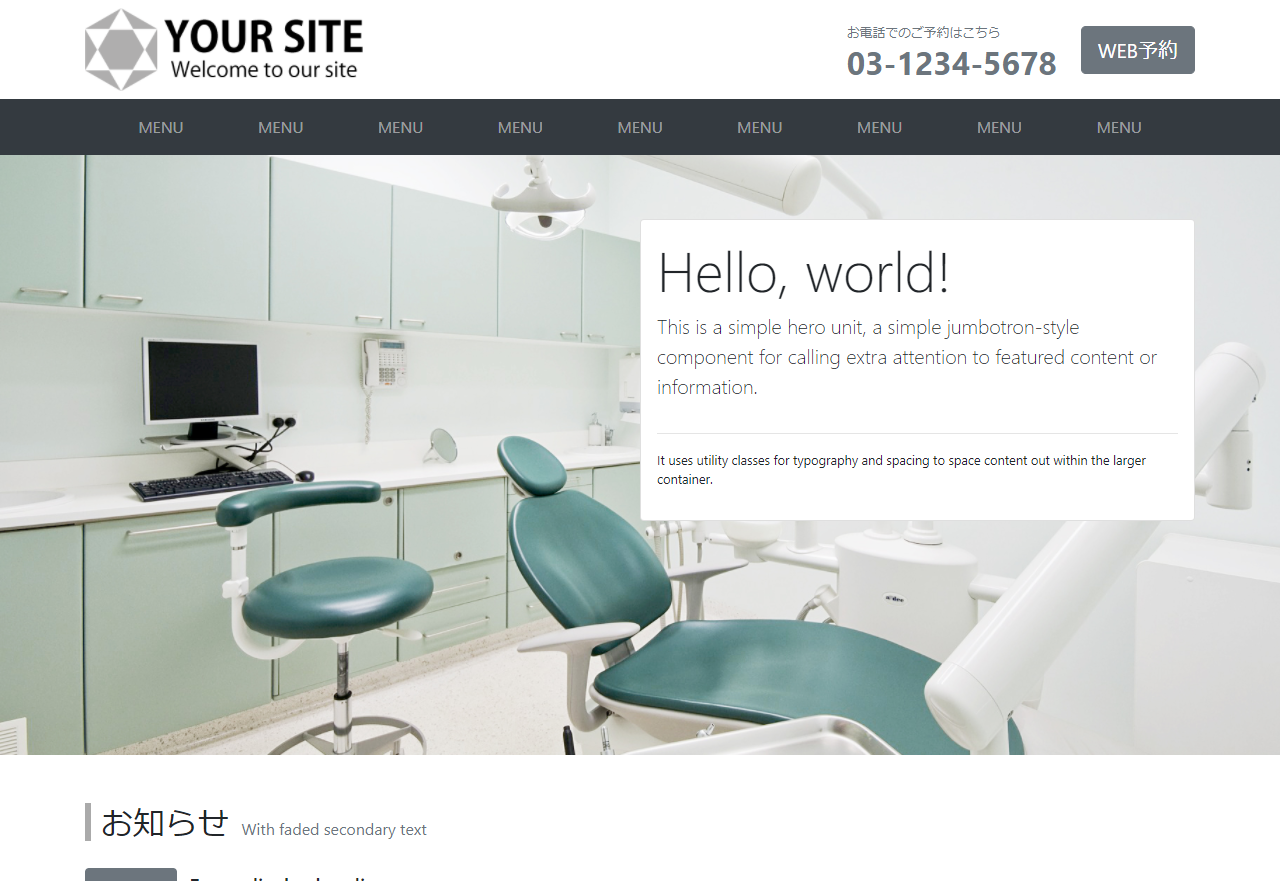 YOUR SITE
Welcome to our site
お電話でのご予約はこちら
03-1234-5678
WEB予約
MENU MENU MENU MENU MENU MENU MENU MENU MENU
Hello, world!
This is a simple hero unit, a simple jumbotron-style
component for calling extra attention to featured content or
information.
It uses utility classes for typography and spacing to space content out within the larger
container.
お知らせ With faded secondary text